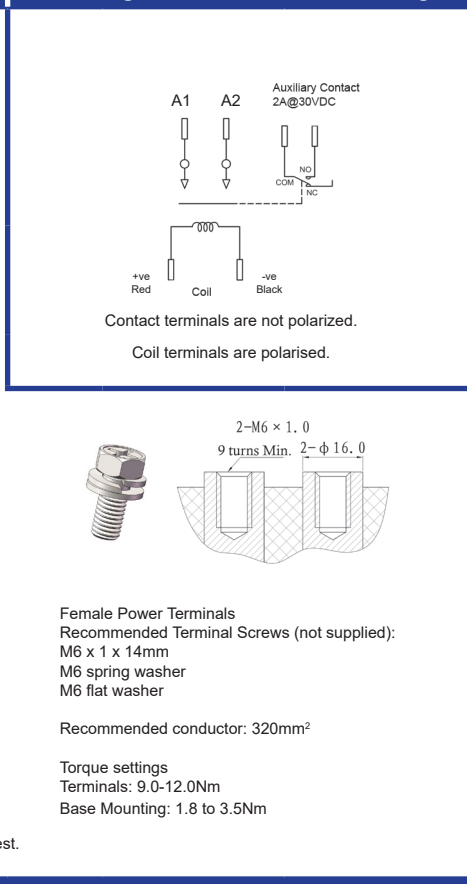 Auxiliary Contact
A1 A2 2A@30VDC
NO
COM
NC
+ve -ve
Red Coil Black
Contact terminals are not polarized.
Coil terminals are polarised.
2-M6 × 1. 0
9 turns Min. 2-ϕ 16. 0
Female Power Terminals
Recommended Terminal Screws (not supplied):
M6 x 1 x 14mm
M6 spring washer
M6 flat washer
Recommended conductor: 320mm²
Torque settings
Terminals: 9.0-12.0Nm
Base Mounting: 1.8 to 3.5Nm
est.